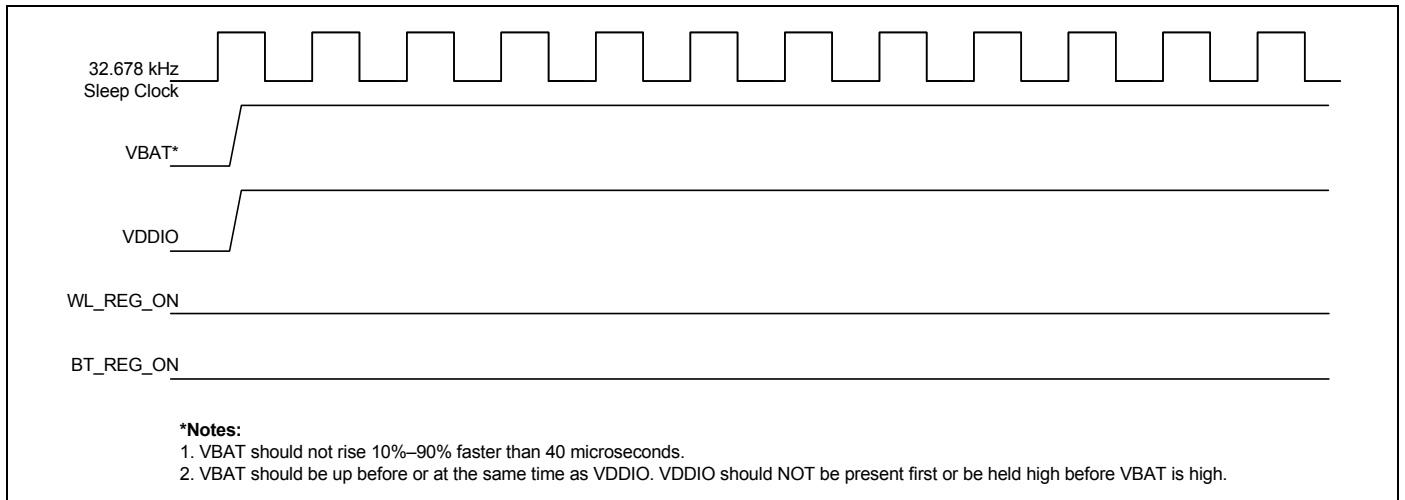 32.678 kHz
Sleep Clock
VBAT*
VDDIO
WL_REG_ON
BT_REG_ON
*Notes:
1. VBAT should not rise 10%–90% faster than 40 microseconds.
2. VBAT should be up before or at the same time as VDDIO. VDDIO should NOT be present first or be held high before VBAT is high.